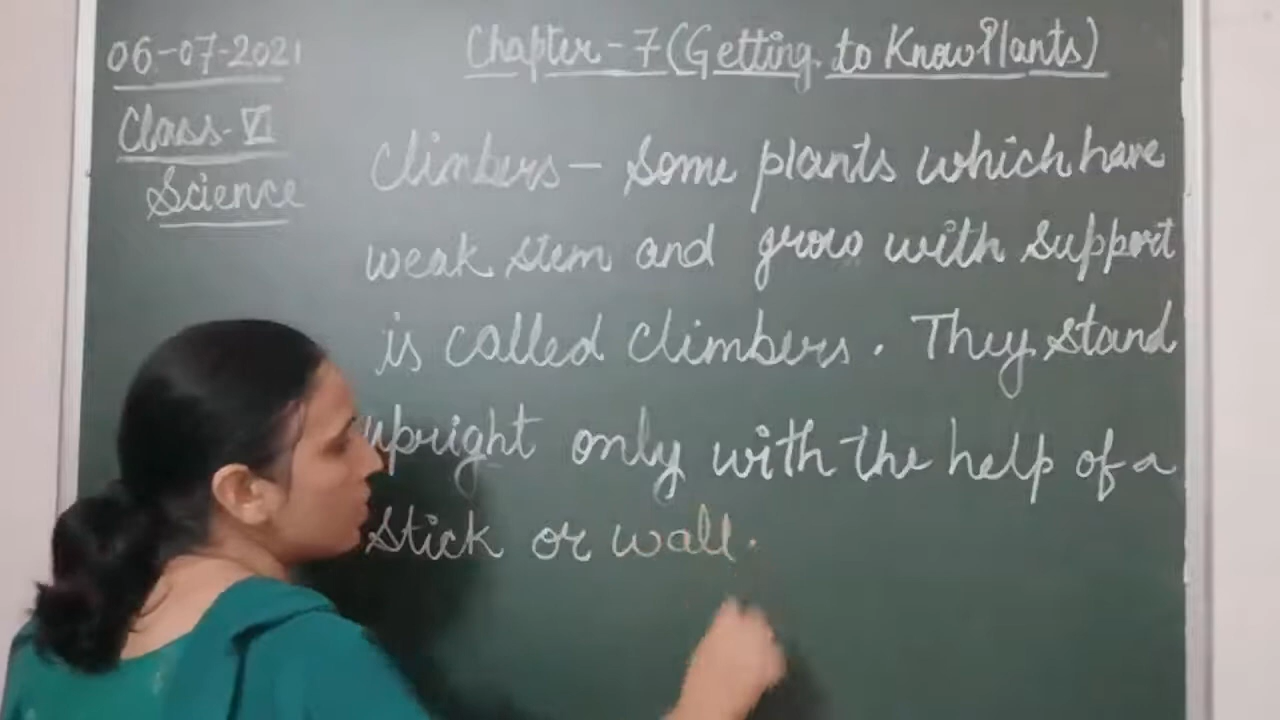 06-07-2021
Class-VI
Science
Chapter-7 (Getting to Know Plants)
Climbers – Some plants which have
weak stem and grow with support
is called climbers. They stand
upright only with the help of a
stick or wall.